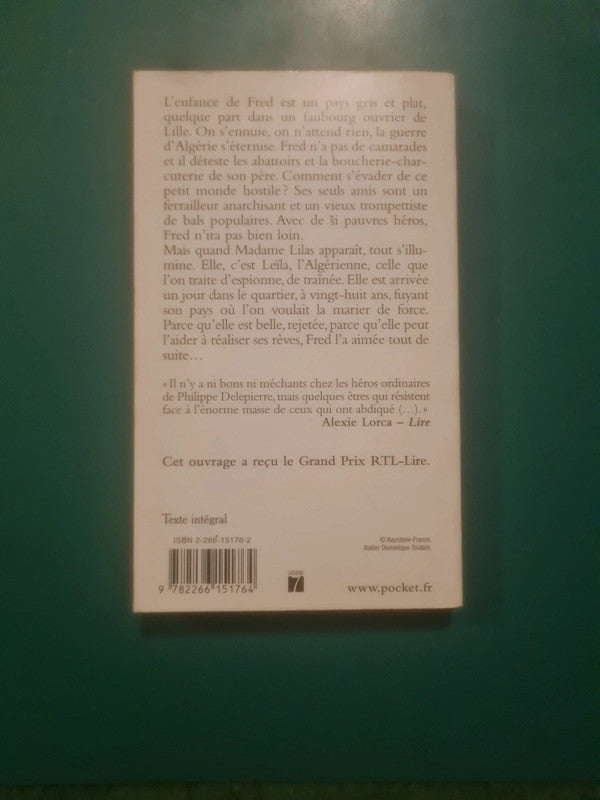 L'enfance de Fred est un pays gris et plat,
quelque part dans un faubourg ouvrier de
Lille. On s'ennuie, on n'attend rien, la guerre
d'Algérie s'éternise. Fred n'a pas de camarades
et il déteste les abattoirs et la boucherie-char-
cuterie de son père. Comment s'évader de ce
petit monde hostile ? Ses seuls amis sont un
ferrailleur anarchisant et un vieux trompettiste
de bals populaires. Avec de si pauvres héros,
Fred n'ira pas bien loin.
Mais quand Madame Lilas apparaît, tout s'illu-
mine. Elle, c'est Leïla, l'Algérienne, celle que
l'on traite d'espionne, de traînée. Elle est arrivée
un jour dans le quartier, à vingt-huit ans, fuyant
son pays où l'on voulait la marier de force.
Parce qu'elle est belle, rejetée, parce qu'elle peut
l'aider à réaliser ses rêves, Fred l'a aimée tout de
suite…
« Il n'y a ni bons ni méchants chez les héros ordinaires
de Philippe Delepierre, mais quelques êtres qui résistent
face à l'énorme masse de ceux qui ont abdiqué (…). »
Alexie Lorca – Lire
Cet ouvrage a reçu le Grand Prix RTL-Lire.
Texte intégral
ISBN 2-266-15176-2
9 782266 151764
7
© Keystone-France
Atelier Dominique Toutain
www.pocket.fr